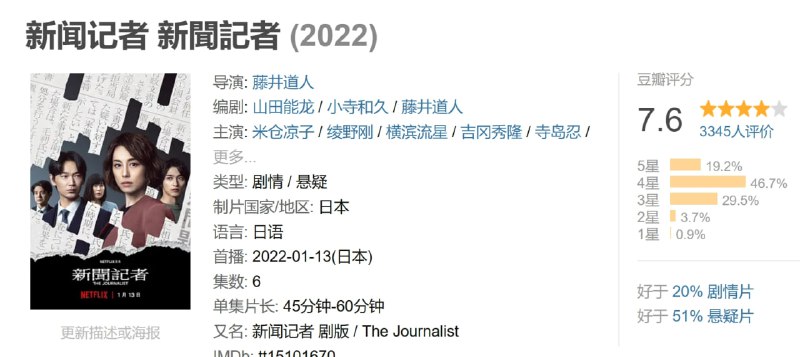 新闻记者 新聞記者 (2022)
导演: 藤井道人
编剧: 山田能龙 / 小寺和久 / 藤井道人
主演: 米仓凉子 / 绫野刚 / 横滨流星 / 吉冈秀隆 / 寺岛忍 /
更多...
类型: 剧情 / 悬疑
制片国家/地区: 日本
语言: 日语
首播: 2022-01-13(日本)
集数: 6
单集片长: 45分钟-60分钟
又名: 新闻记者 剧版 / The Journalist
IMDb: tt15101670
NETFLIX
新聞記者
THE JOURNALIST
NETFLIX | 1月13日
更新描述或海报
豆瓣评分
7.6
3345人评价
5星 19.2%
4星 46.7%
3星 29.5%
2星 3.7%
1星 0.9%
好于 20% 剧情片
好于 51% 悬疑片